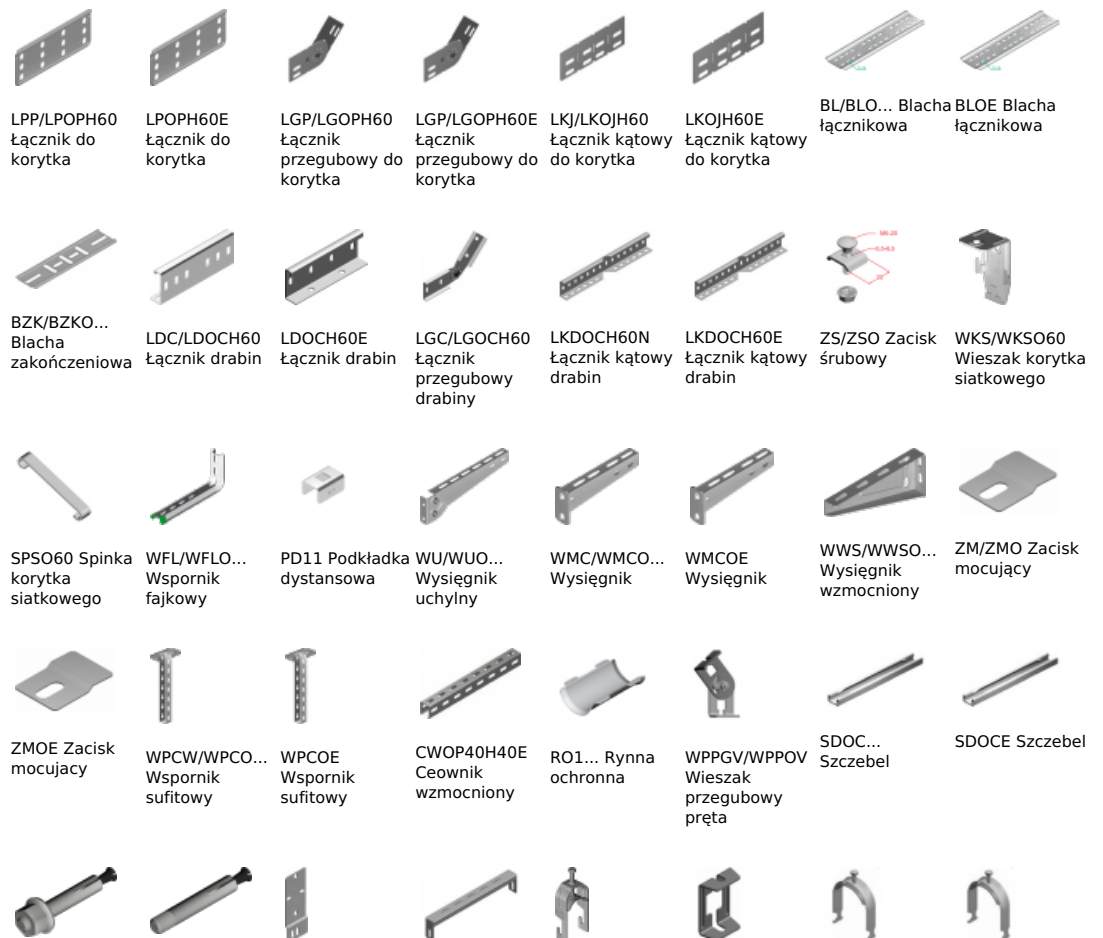 LPP/LPOPH60
Łącznik do
korytka
LPOPH60E
Łącznik do
korytka
LGP/LGOPH60
Łącznik
przegubowy do
korytka
LGP/LGOPH60E
Łącznik
przegubowy do
korytka
LKJ/LKOJH60
Łącznik kątowy
do korytka
LKOJH60E
Łącznik kątowy
do korytka
BL/BLO... Blacha
łącznikowa
BLOE Blacha
łącznikowa
BZK/BZKO...
Blacha
zakończeniowa
LDC/LDOCH60
Łącznik drabin
LDOCH60E
Łącznik drabin
LGC/LGOCH60
Łącznik
przegubowy
drabiny
LKDOCH60N
Łącznik kątowy
drabin
LKDOCH60E
Łącznik kątowy
drabin
ZS/ZSO Zacisk
śrubowy
WKS/WKSO60
Wieszak korytka
siatkowego
SPSO60 Spinka
korytka
siatkowego
WFL/WFLO...
Wspornik
fajkowy
PD11 Podkładka
dystansowa
WU/WUO...
Wysięgnik
uchylny
WMC/WMCO...
Wysięgnik
WMCOE
Wysięgnik
WWS/WWSO...
Wysięgnik
wzmocniony
ZM/ZMO Zacisk
mocujący
ZMOE Zacisk
mocujacy
WPCW/WPCO...
Wspornik
sufitowy
WPCOE
Wspornik
sufitowy
CWOP40H40E
Ceownik
wzmocniony
RO1... Rynna
ochronna
WPPGV/WPPOV
Wieszak
przegubowy
pręta
SDOC...
Szczebel
SDOCE Szczebel